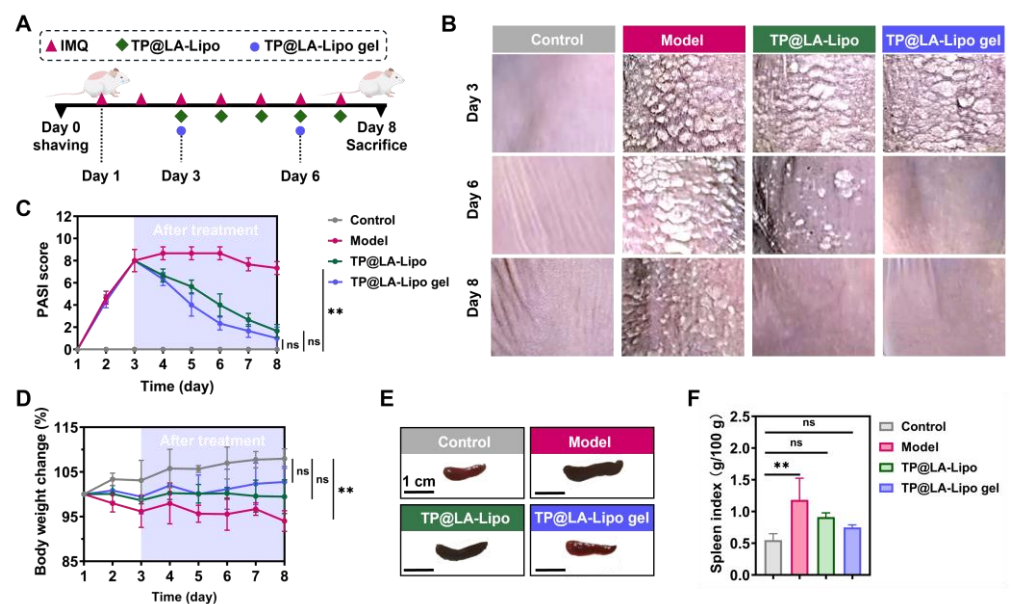 A
IMQ TP@LA-Lipo TP@LA-Lipo gel
Day 0
shaving
Day 8
Sacrifice
Day 1 Day 3 Day 6
B
Control Model TP@LA-Lipo TP@LA-Lipo gel
Day 3
Day 6
Day 8
C
PASI score
12
10
8
6
4
2
0
After treatment
1 2 3 4 5 6 7 8
Time (day)
Control
Model
TP@LA-Lipo
TP@LA-Lipo gel
ns ns **
D
Body weight change (%)
115
105
95
85
After treatment
1 2 3 4 5 6 7 8
Time (day)
ns ns **
E
Control Model
1 cm
TP@LA-Lipo TP@LA-Lipo gel
F
Spleen index (g/100 g)
2.5
2.0
1.5
1.0
0.5
0.0
ns
ns
**
Control
Model
TP@LA-Lipo
TP@LA-Lipo gel